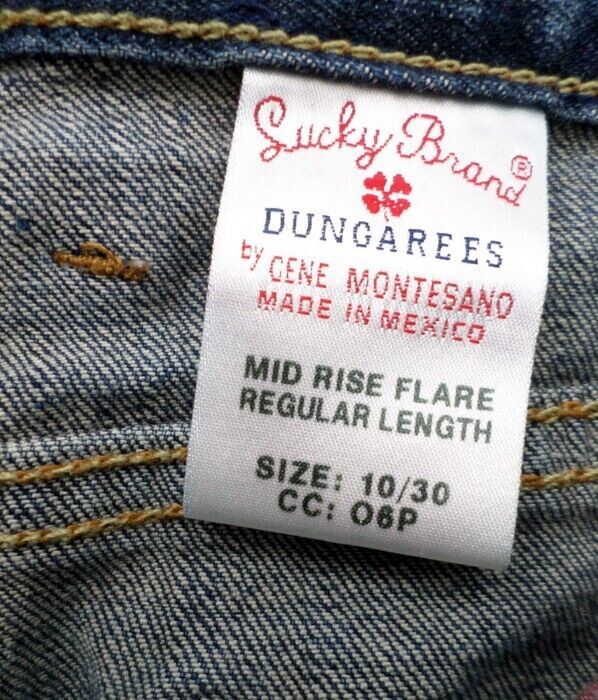 Lucky Brand®
DUNGAREES
by GENE MONTESANO
MADE IN MEXICO
MID RISE FLARE
REGULAR LENGTH
SIZE: 10/30
CC: O6P